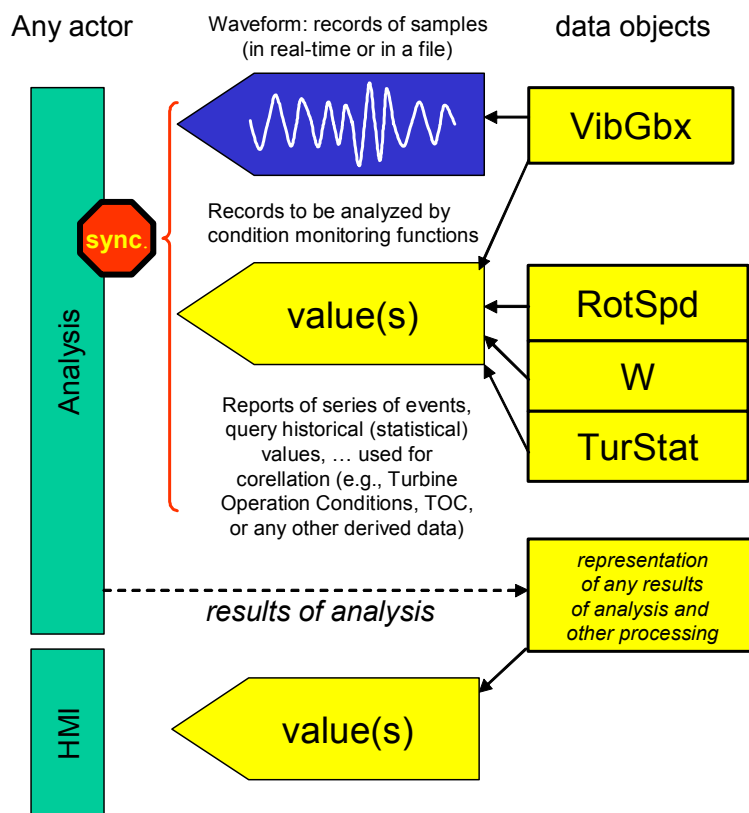 Any actor
Waveform: records of samples
(in real-time or in a file)
data objects
VibGbx
sync.
Records to be analyzed by
condition monitoring functions
value(s)
RotSpd
W
TurStat
Analysis
Reports of series of events,
query historical (statistical)
values, … used for
corellation (e.g., Turbine
Operation Conditions, TOC,
or any other derived data)
results of analysis
representation
of any results
of analysis and
other processing
HMI
value(s)